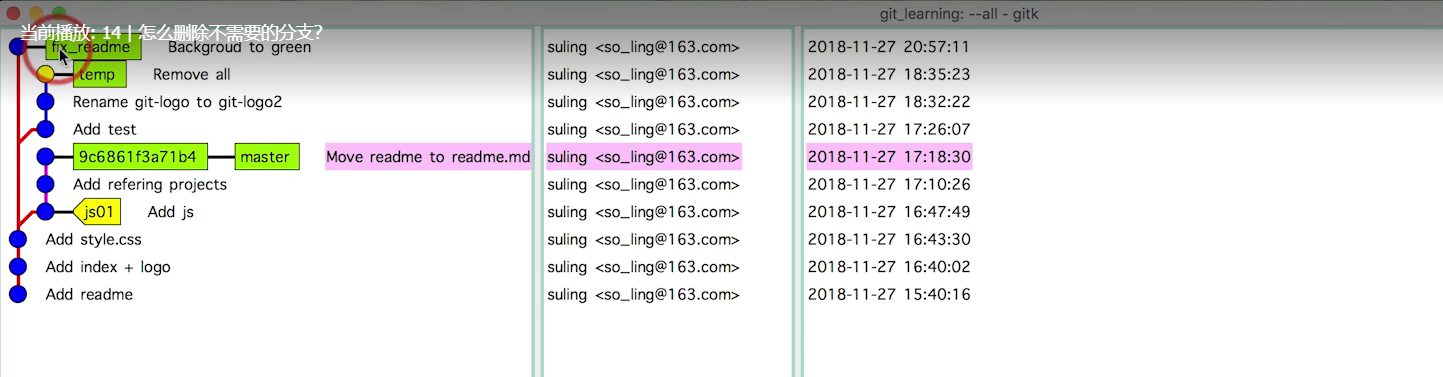 git_learning: --all - gitk
当前播放: 14 | 怎么删除不需要的分支?
fix_readme Backgroud to green suling <so_ling@163.com> 2018-11-27 20:57:11
temp Remove all suling <so_ling@163.com> 2018-11-27 18:35:23
Rename git-logo to git-logo2 suling <so_ling@163.com> 2018-11-27 18:32:22
Add test suling <so_ling@163.com> 2018-11-27 17:26:07
9c6861f3a71b4 master Move readme to readme.md suling <so_ling@163.com> 2018-11-27 17:18:30
Add refering projects suling <so_ling@163.com> 2018-11-27 17:10:26
js01 Add js suling <so_ling@163.com> 2018-11-27 16:47:49
Add style.css suling <so_ling@163.com> 2018-11-27 16:43:30
Add index + logo suling <so_ling@163.com> 2018-11-27 16:40:02
Add readme suling <so_ling@163.com> 2018-11-27 15:40:16